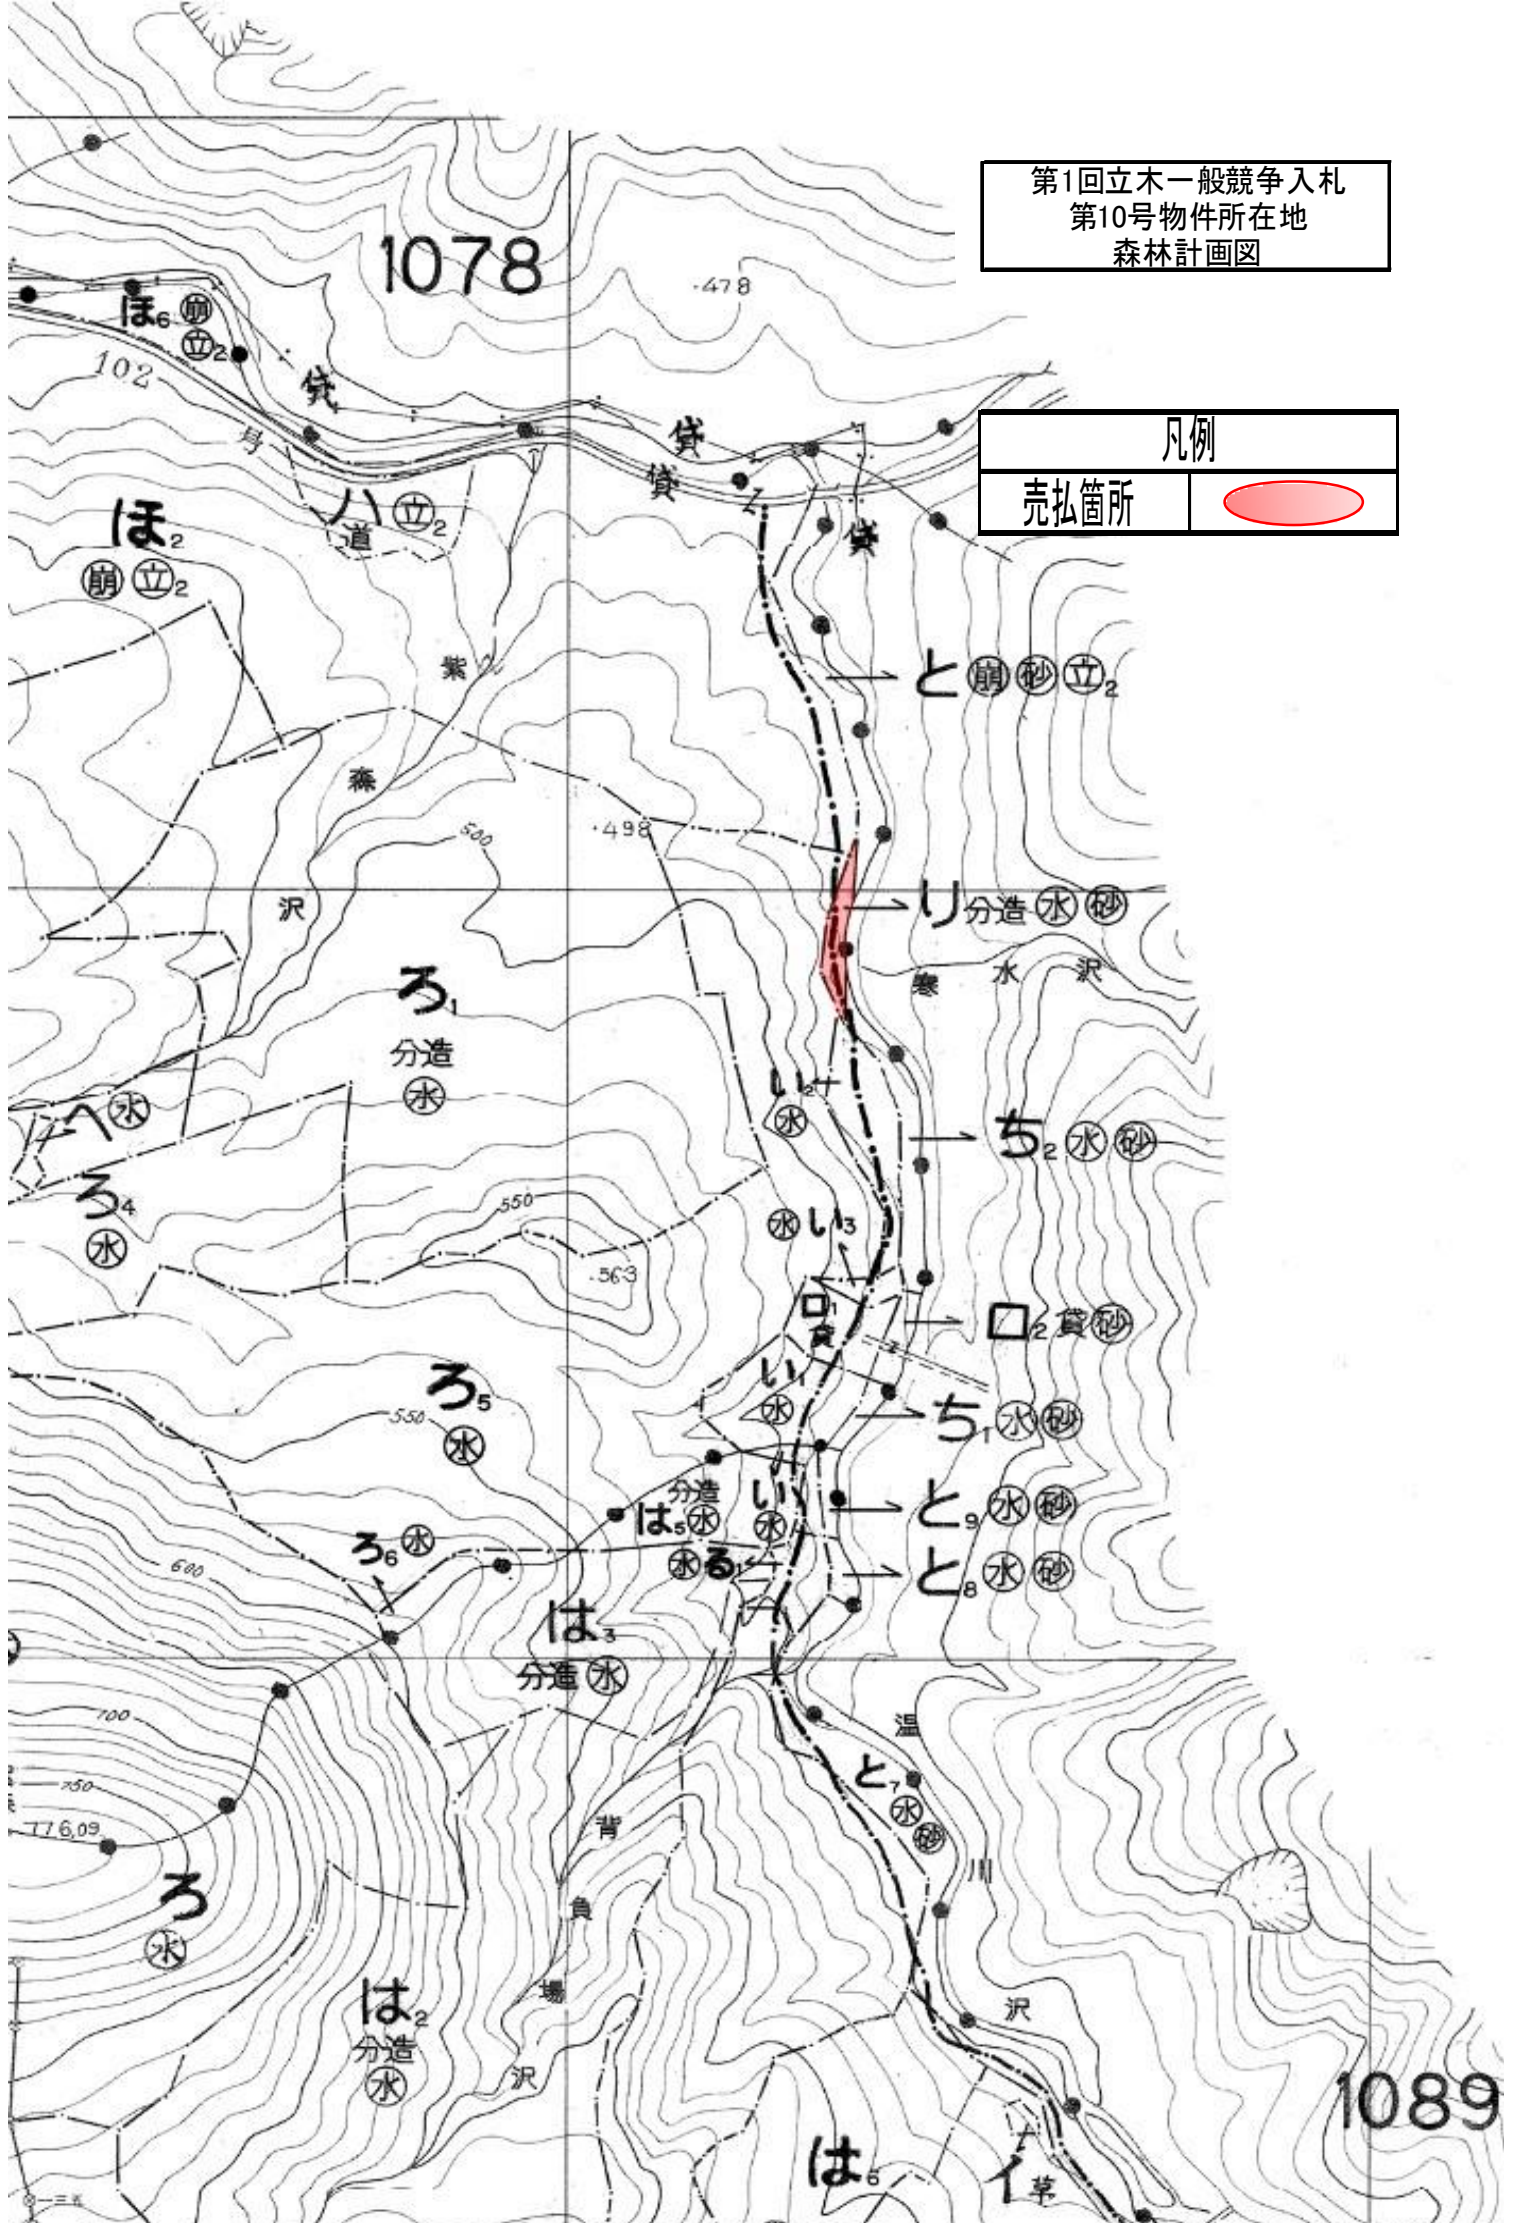 第1回立木一般競争入札
第10号物件所在地
森林計画図
1078
·478
ほ6 崩
立2
102
貸
号
凡例
貸
貸
売払箇所
ハ 立2
道
貸
ほ2
崩 立2
紫
と 崩 砂 立2
森
500
·498
沢
り 分造 水 砂
寒 水 沢
ろ1
分造
水
い2
水
へ 水
ち2 水 砂
ろ4
水
550
水 い3
·563
ロ1
貸
ロ2 貸 砂
ろ5
水
550
い1
水
ち1 水 砂
分造
は5 水
い
水
と9 水 砂
ろ6 水
600
水 る1
と8 水 砂
は3
分造 水
700
温
750
と7
水
砂
776.09
背
川
ろ
水
負
場
沢
は2
分造
水
沢
1089
は6
イ 草